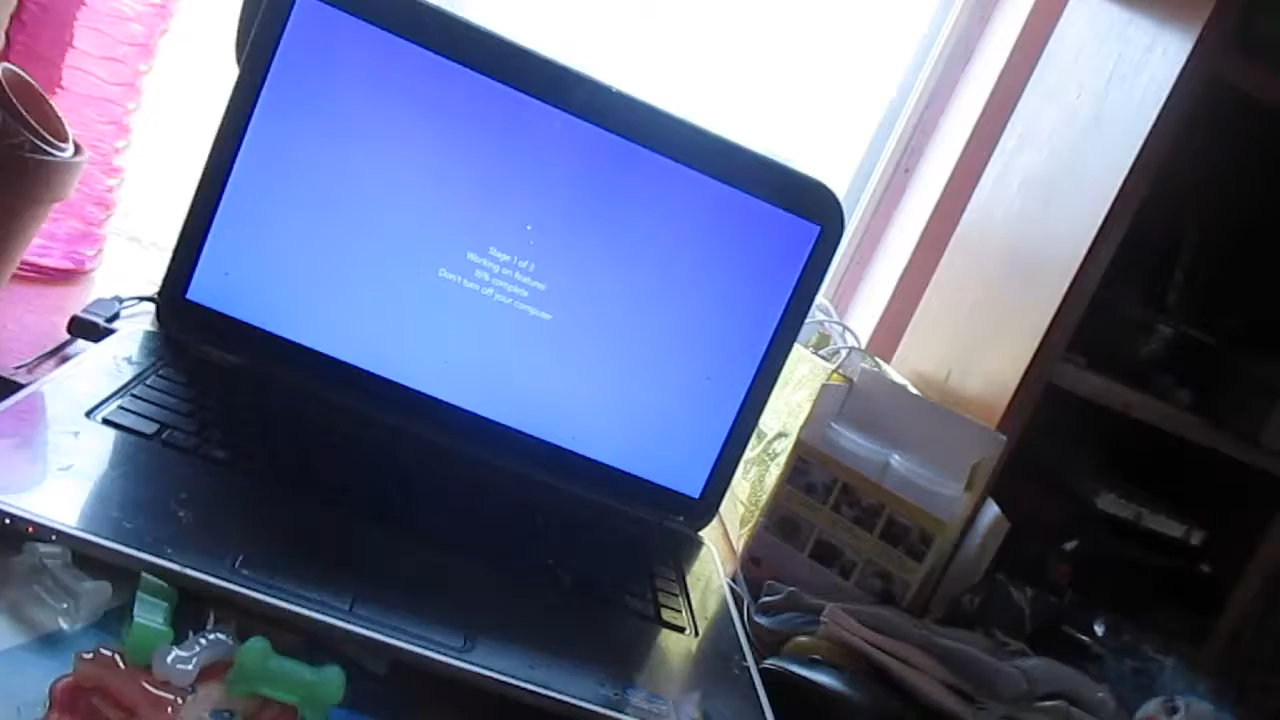 Stage 1 of 3
Working on features
complete
Don't turn off your computer